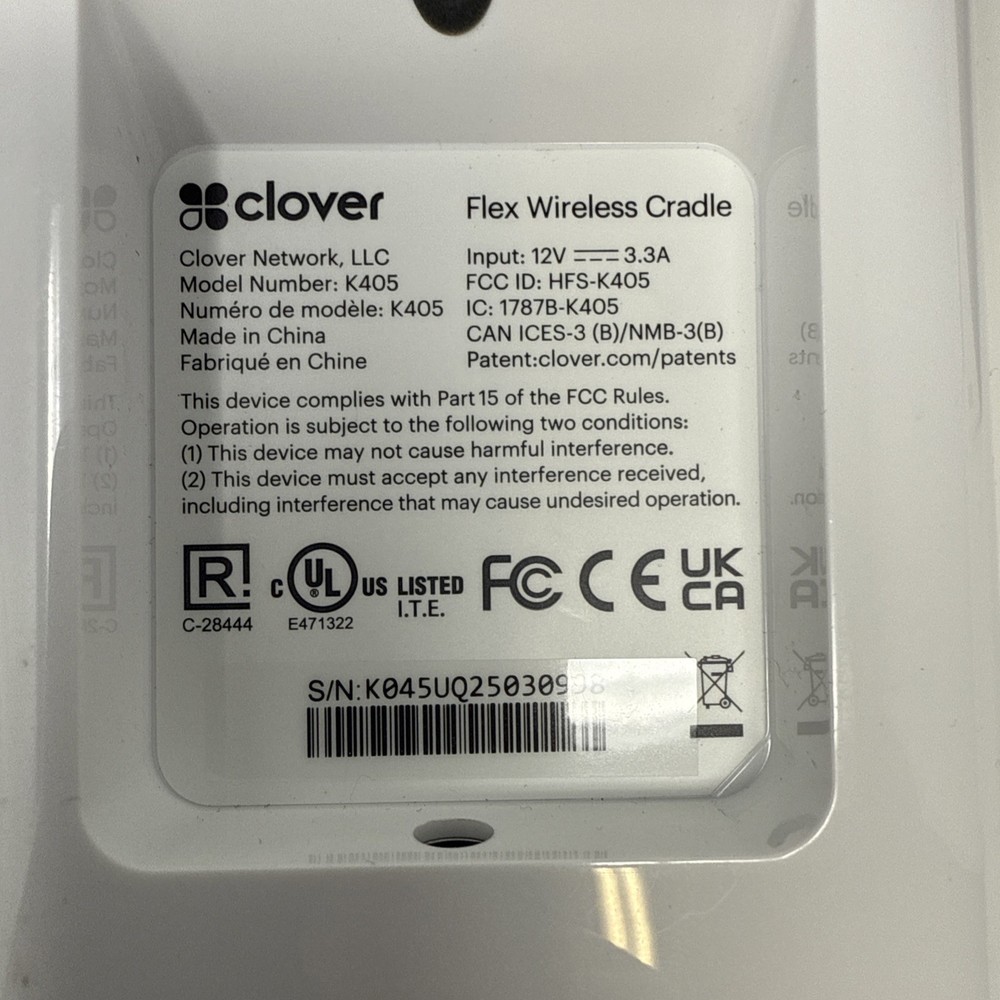 clover
Flex Wireless Cradle
Clover Network, LLC
Model Number: K405
Numéro de modèle: K405
Made in China
Fabriqué en Chine
Input: 12V ⎓ 3.3A
FCC ID: HFS-K405
IC: 1787B-K405
CAN ICES-3 (B)/NMB-3(B)
Patent:clover.com/patents
This device complies with Part 15 of the FCC Rules.
Operation is subject to the following two conditions:
(1) This device may not cause harmful interference.
(2) This device must accept any interference received,
including interference that may cause undesired operation.
R!
C-28444
C UL US LISTED
I.T.E.
E471322
FC CE
UK
CA